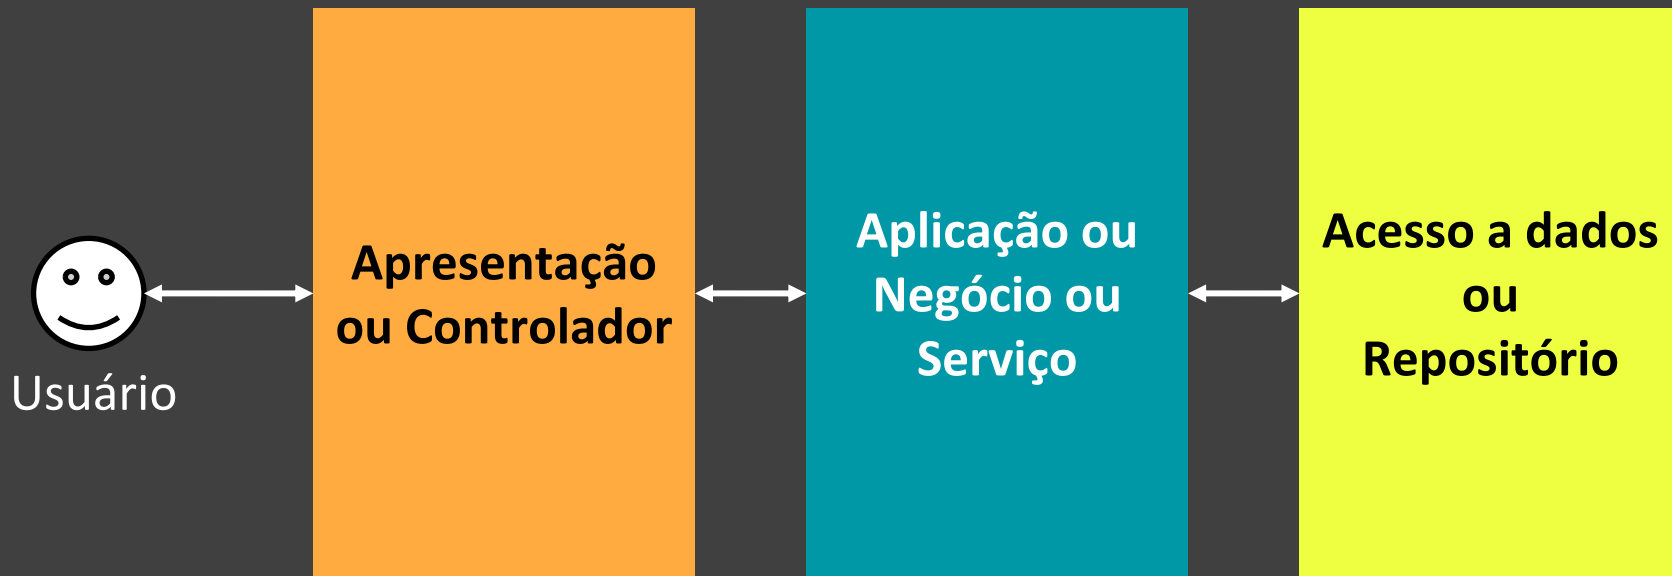 Usuário
Apresentação
ou Controlador
Aplicação ou
Negócio ou
Serviço
Acesso a dados
ou
Repositório